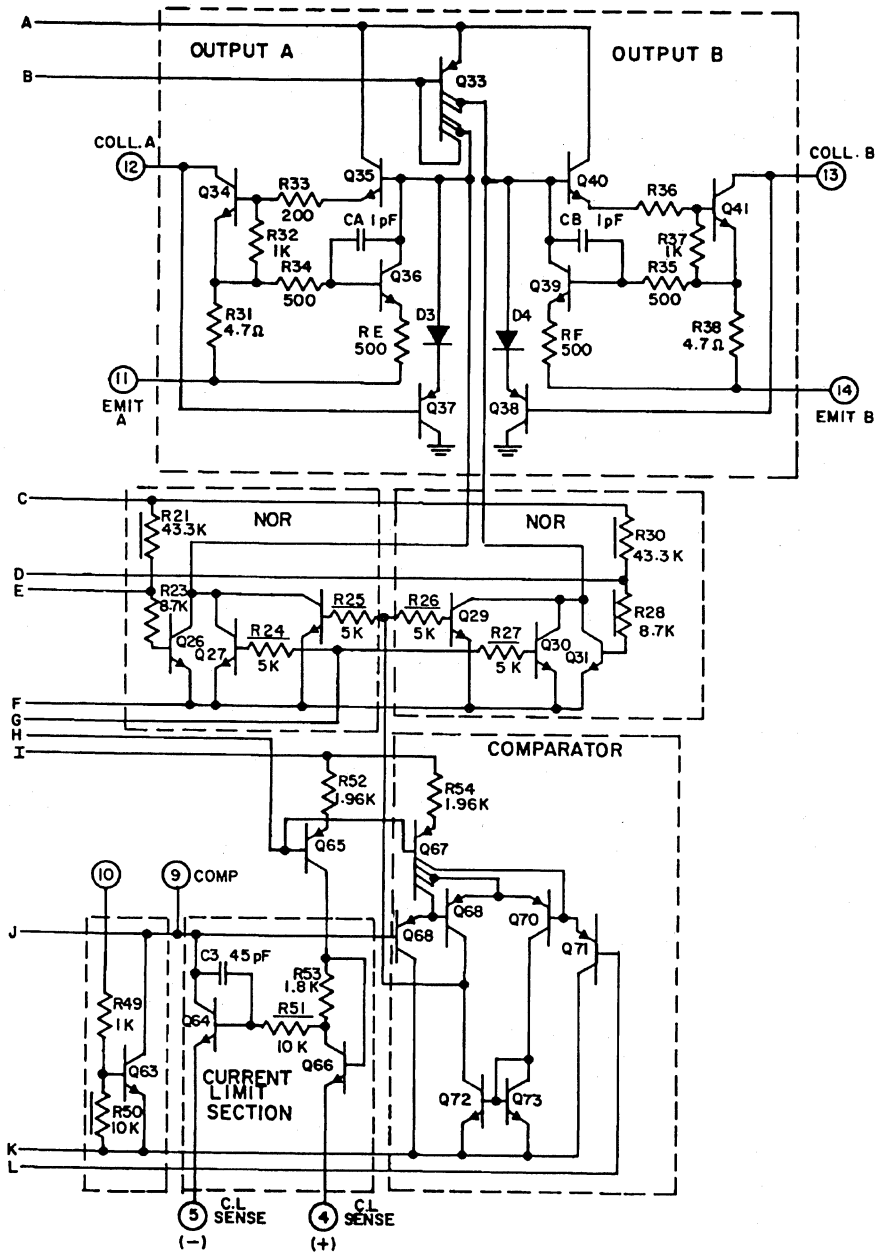 A
OUTPUT A
OUTPUT B
B
Q33
COLL. A
12
COLL. B
13
Q34
R33
200
Q35
Q40
R36
Q41
CA 1pF
CB 1pF
R32
1K
R37
1K
R34
500
Q36
Q39
R35
500
R31
4.7Ω
RE
500
D3
D4
RF
500
R38
4.7Ω
11
EMIT
A
Q37
Q38
14
EMIT B
C
NOR
NOR
R21
43.3K
R30
43.3K
D
E
R23
8.7K
R25
5K
R26
5K
Q29
R28
8.7K
Q26
Q27
R24
5K
R27
5K
Q30
Q31
F
G
H
I
COMPARATOR
R52
1.96K
R54
1.96K
Q65
Q67
10
9
COMP
Q68
Q70
J
Q68
Q71
C3
45 pF
R53
1.8K
R49
1K
Q64
R51
10K
Q66
Q63
CURRENT
LIMIT
SECTION
Q72
Q73
R50
10K
K
L
5
C.L
SENSE
(-)
4
C.L
SENSE
(+)